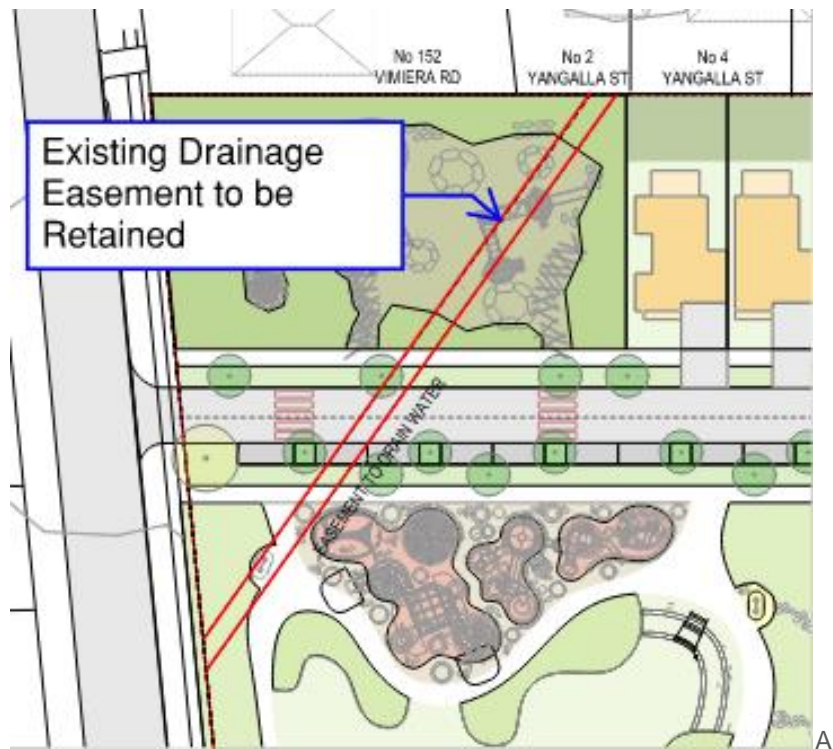 No 152
VIMIERA RD
No 2
YANGALLA ST
No 4
YANGALLA ST
Existing Drainage
Easement to be
Retained
EASEMENT TO DRAIN WATER
A